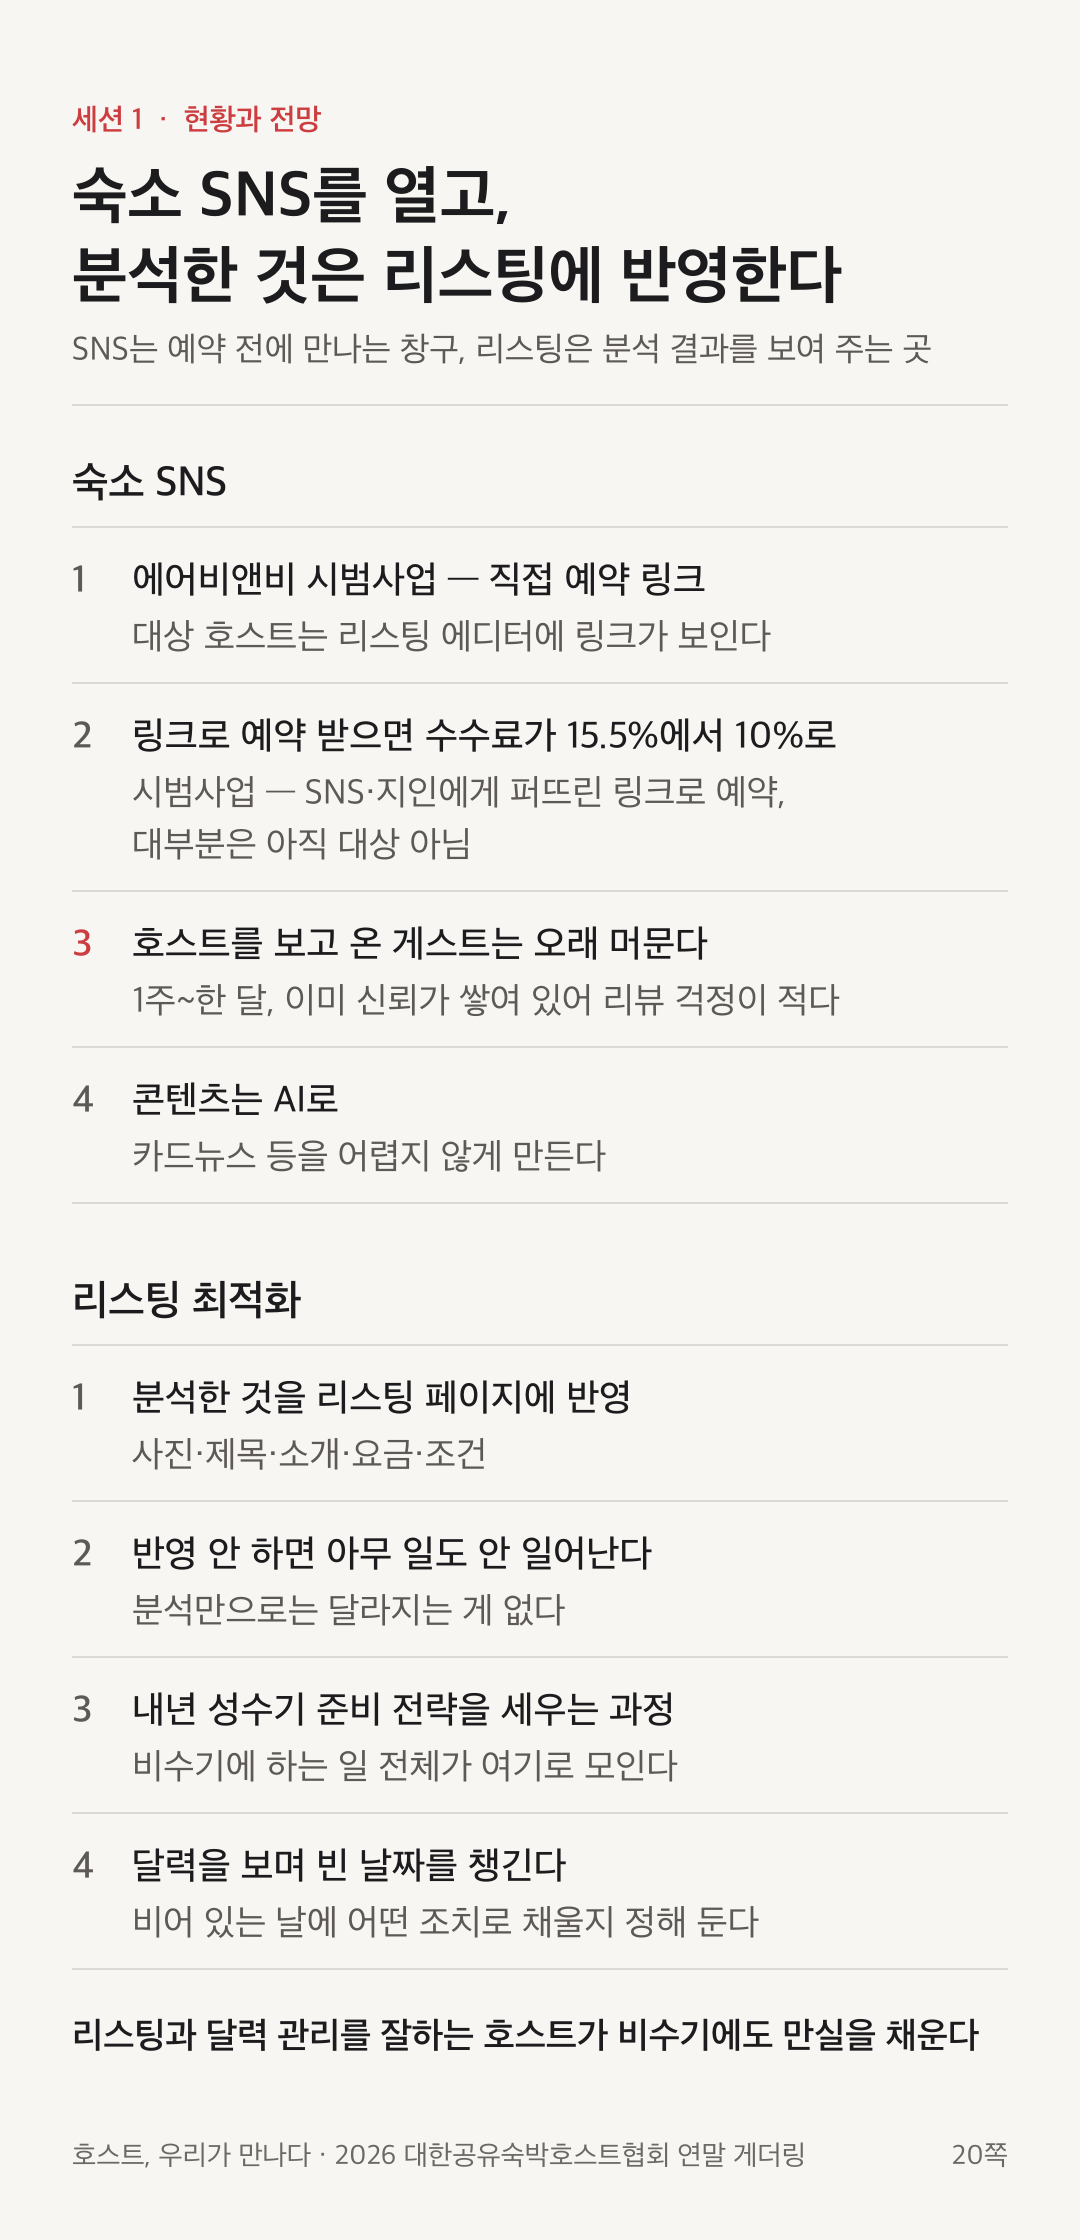 세션 1 · 현황과 전망
숙소 SNS를 열고,
분석한 것은 리스팅에 반영한다
SNS는 예약 전에 만나는 창구, 리스팅은 분석 결과를 보여 주는 곳
숙소 SNS
1 에어비앤비 시범사업 — 직접 예약 링크
대상 호스트는 리스팅 에디터에 링크가 보인다
2 링크로 예약 받으면 수수료가 15.5%에서 10%로
시범사업 — SNS·지인에게 퍼뜨린 링크로 예약,
대부분은 아직 대상 아님
3 호스트를 보고 온 게스트는 오래 머문다
1주~한 달, 이미 신뢰가 쌓여 있어 리뷰 걱정이 적다
4 콘텐츠는 AI로
카드뉴스 등을 어렵지 않게 만든다
리스팅 최적화
1 분석한 것을 리스팅 페이지에 반영
사진·제목·소개·요금·조건
2 반영 안 하면 아무 일도 안 일어난다
분석만으로는 달라지는 게 없다
3 내년 성수기 준비 전략을 세우는 과정
비수기에 하는 일 전체가 여기로 모인다
4 달력을 보며 빈 날짜를 챙긴다
비어 있는 날에 어떤 조치로 채울지 정해 둔다
리스팅과 달력 관리를 잘하는 호스트가 비수기에도 만실을 채운다
호스트, 우리가 만나다 · 2026 대한공유숙박호스트협회 연말 게더링 20쪽